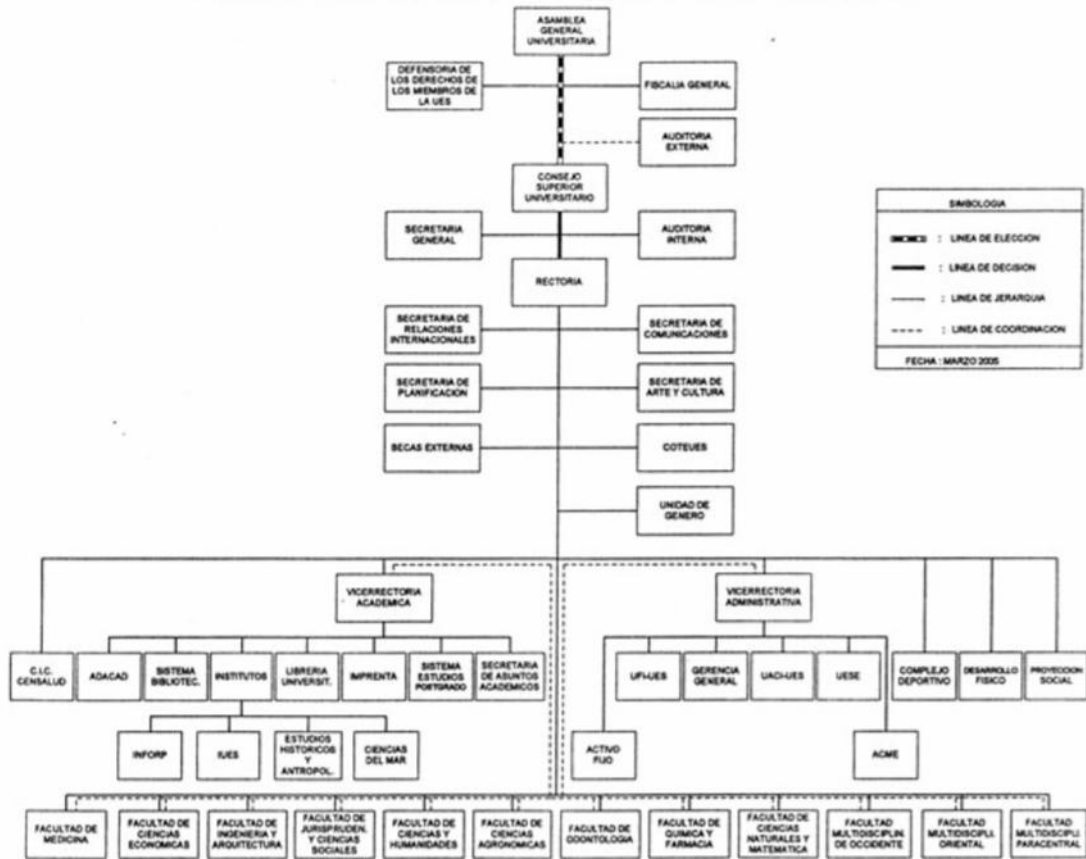 ASAMBLEA
GENERAL
UNIVERSITARIA
DEFENSORIA DE
LOS DERECHOS DE
LOS MIEMBROS DE
LA UES
FISCALIA GENERAL
AUDITORIA
EXTERNA
CONSEJO
SUPERIOR
UNIVERSITARIO
SECRETARIA
GENERAL
AUDITORIA
INTERNA
RECTORIA
SECRETARIA DE
RELACIONES
INTERNACIONALES
SECRETARIA DE
COMUNICACIONES
SECRETARIA DE
PLANIFICACION
SECRETARIA DE
ARTE Y CULTURA
BECAS EXTERNAS
COTEUES
UNIDAD DE
GENERO
SIMBOLOGIA
: LINEA DE ELECCION
: LINEA DE DECISION
: LINEA DE JERARQUIA
: LINEA DE COORDINACION
FECHA : MARZO 2005
VICERRECTORIA
ACADEMICA
VICERRECTORIA
ADMINISTRATIVA
C.I.C.
CENSALUD
ADACAD
SISTEMA
BIBLIOTEC.
INSTITUTOS
LIBRERIA
UNIVERSIT.
IMPRENTA
SISTEMA
ESTUDIOS
POSTGRADO
SECRETARIA
DE ASUNTOS
ACADEMICOS
UFI-UES
GERENCIA
GENERAL
UACI-UES
UESE
COMPLEJO
DEPORTIVO
DESARROLLO
FISICO
PROYECCION
SOCIAL
INFORP
IUES
ESTUDIOS
HISTORICOS
Y
ANTROPOL.
CIENCIAS
DEL MAR
ACTIVO
FIJO
ACME
FACULTAD DE
MEDICINA
FACULTAD DE
CIENCIAS
ECONOMICAS
FACULTAD DE
INGENIERIA Y
ARQUITECTURA
FACULTAD DE
JURISPRUDEN.
Y CIENCIAS
SOCIALES
FACULTAD DE
CIENCIAS Y
HUMANIDADES
FACULTAD DE
CIENCIAS
AGRONOMICAS
FACULTAD DE
ODONTOLOGIA
FACULTAD DE
QUIMICA Y
FARMACIA
FACULTAD DE
CIENCIAS
NATURALES Y
MATEMATICA
FACULTAD
MULTIDISCIPLIN.
DE OCCIDENTE
FACULTAD
MULTIDISCIPLI.
ORIENTAL
FACULTAD
MULTIDISCIPLI.
PARACENTRAL